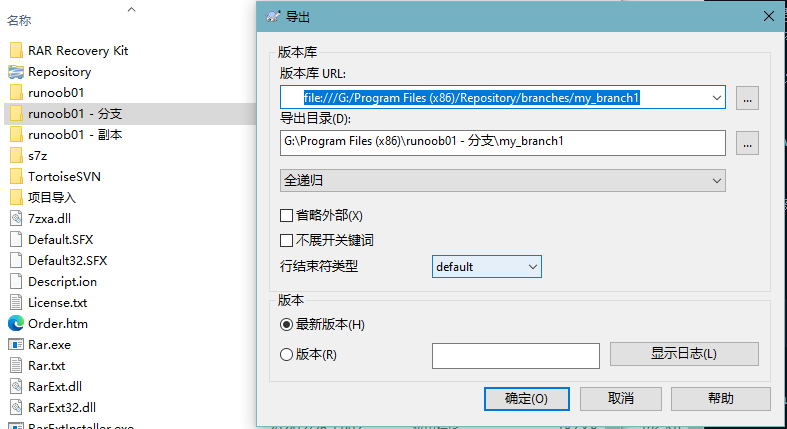 名称
RAR Recovery Kit
Repository
runoob01
runoob01 - 分支
runoob01 - 副本
s7z
TortoiseSVN
项目导入
7zxa.dll
Default.SFX
Default32.SFX
Descript.ion
License.txt
Order.htm
Rar.exe
Rar.txt
RarExt.dll
RarExt32.dll
RarExtInstaller.exe
导出
版本库
版本库 URL:
file:///G:/Program Files (x86)/Repository/branches/my_branch1
...
导出目录(D):
G:\Program Files (x86)\runoob01 - 分支\my_branch1
...
全递归
省略外部(X)
不展开关键词
行结束符类型 default
版本
最新版本(H)
版本(R) 显示日志(L)
确定(O) 取消 帮助